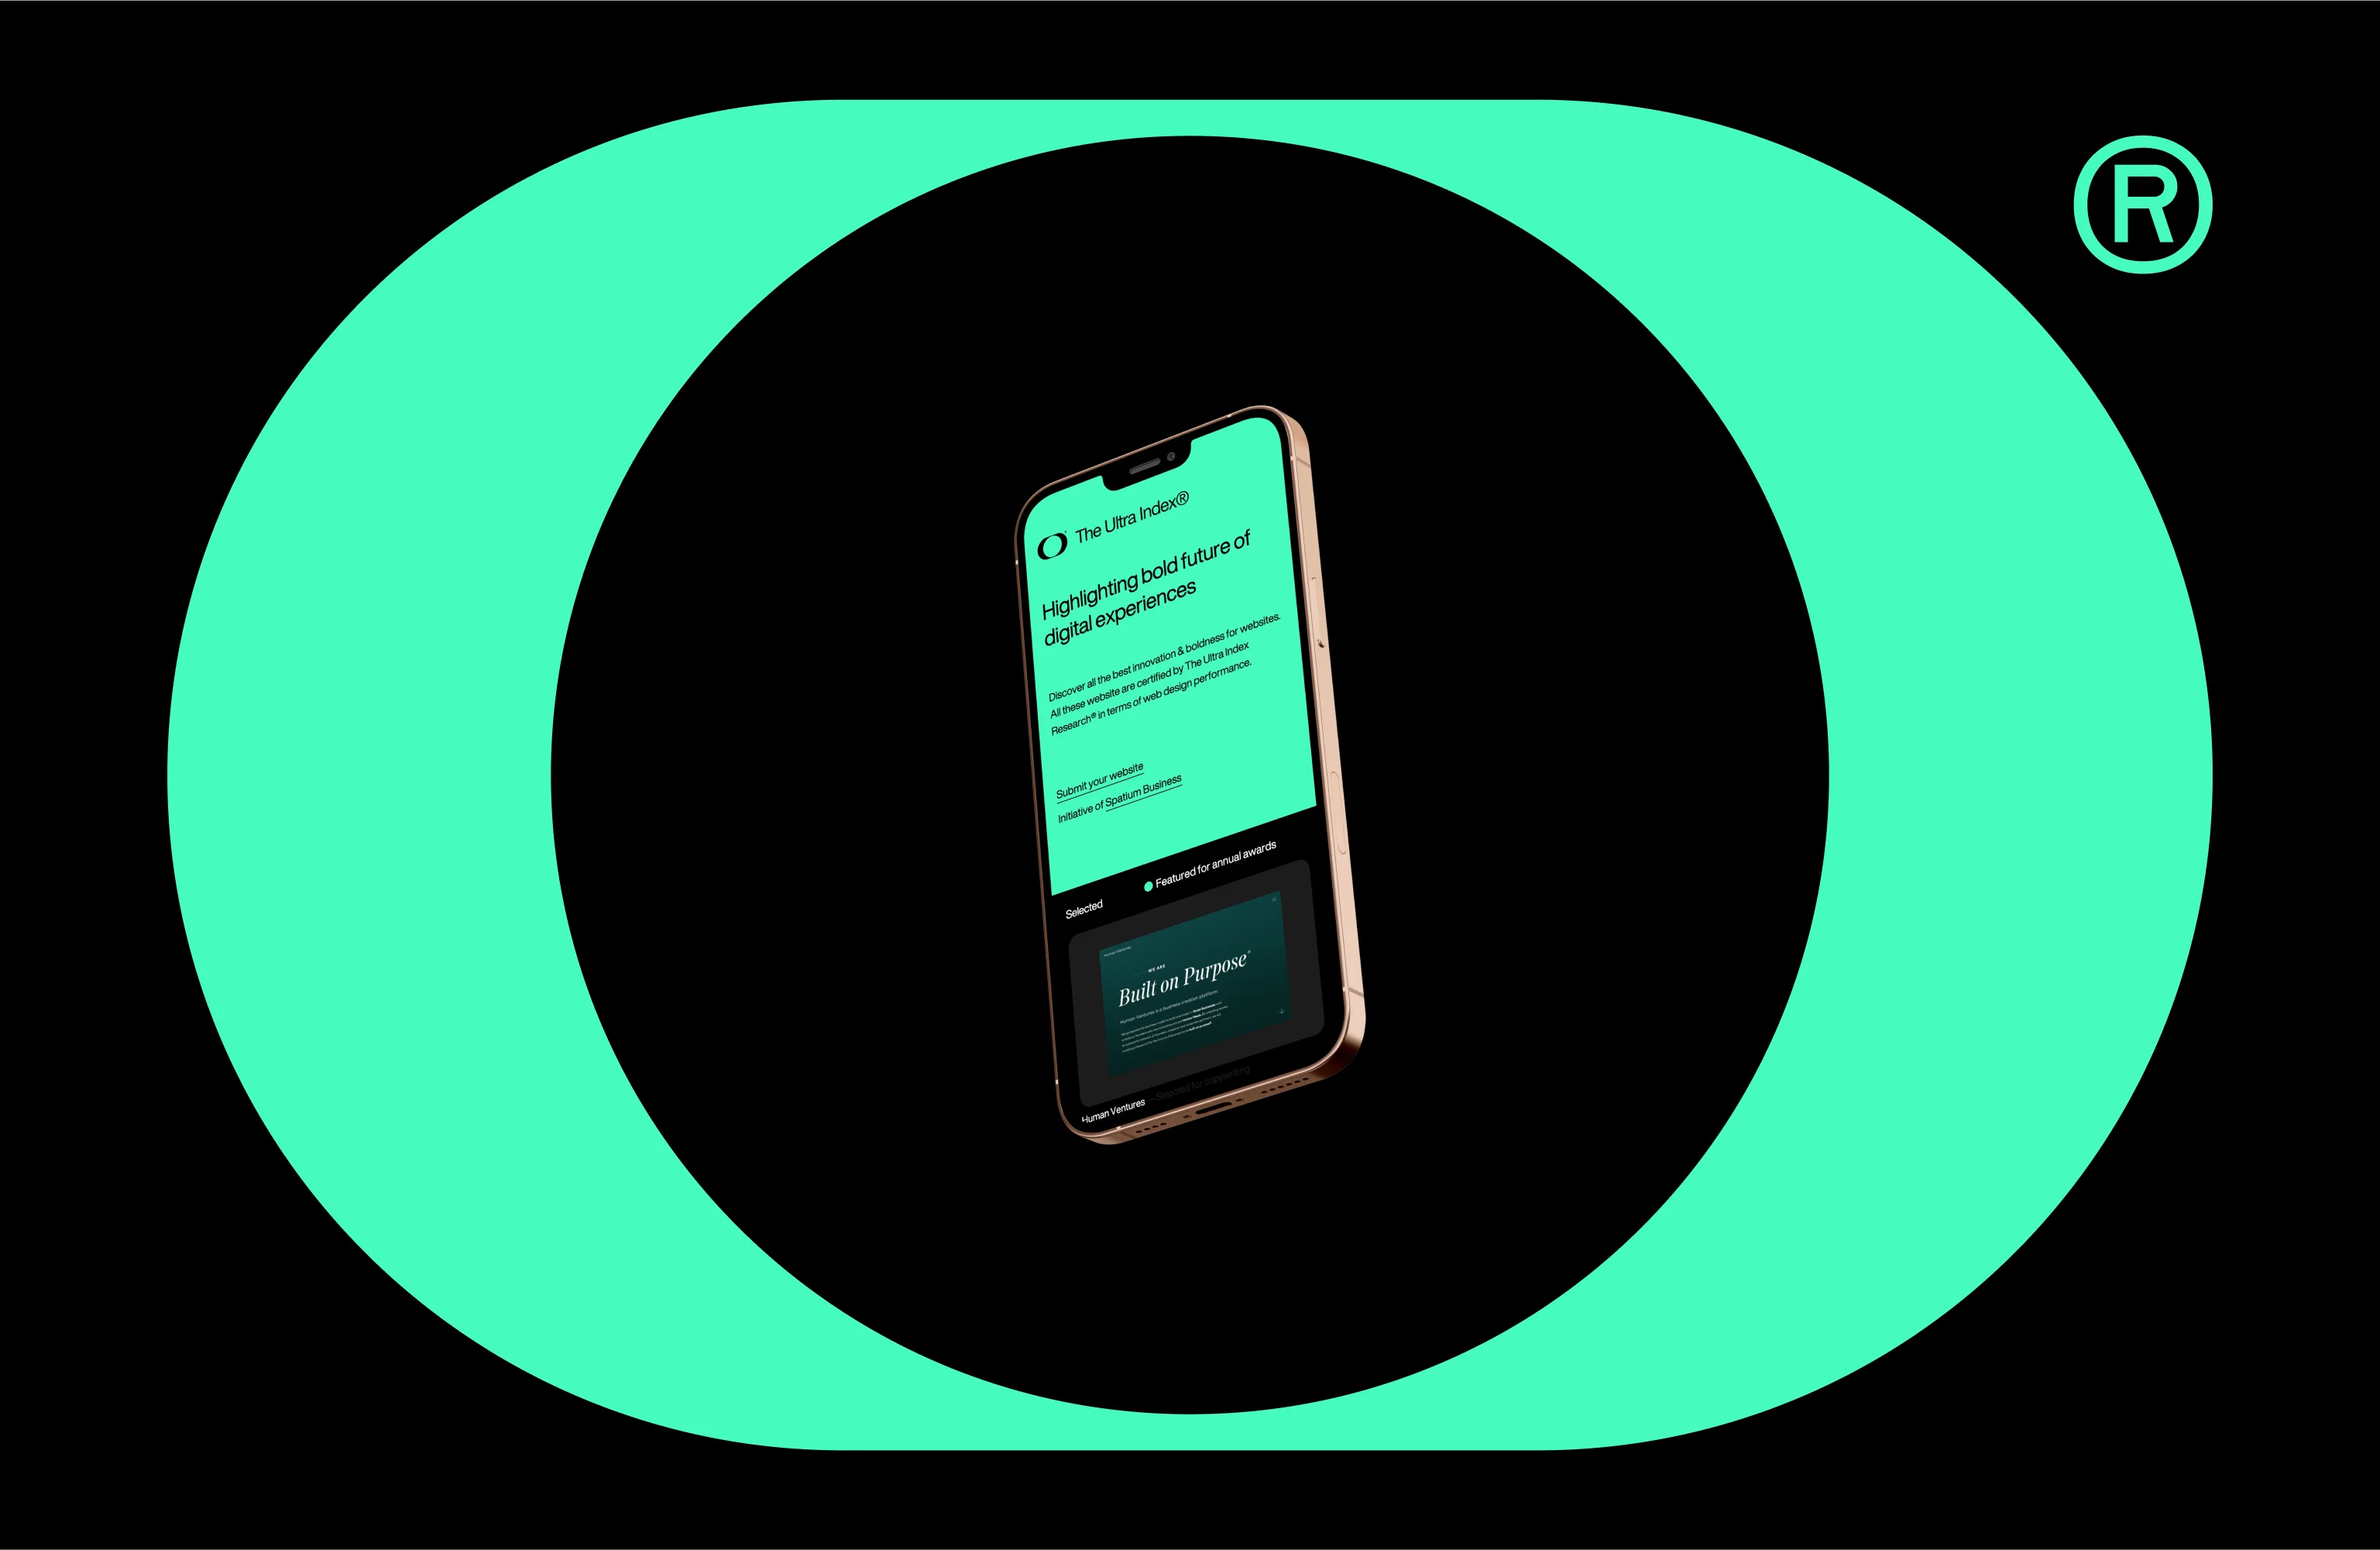 ®
The Ultra Index®
Highlighting bold future of
digital experiences
Discover all the best innovation & boldness for websites.
All these website are certified by The Ultra Index
Research® in terms of web design performance.
Submit your website
Initiative of Spatium Business
Selected
Featured for annual awards
Human Ventures
WE ARE
Built on Purpose
Human Ventures is a business creation platform.
Human Ventures — Selected for copywriting